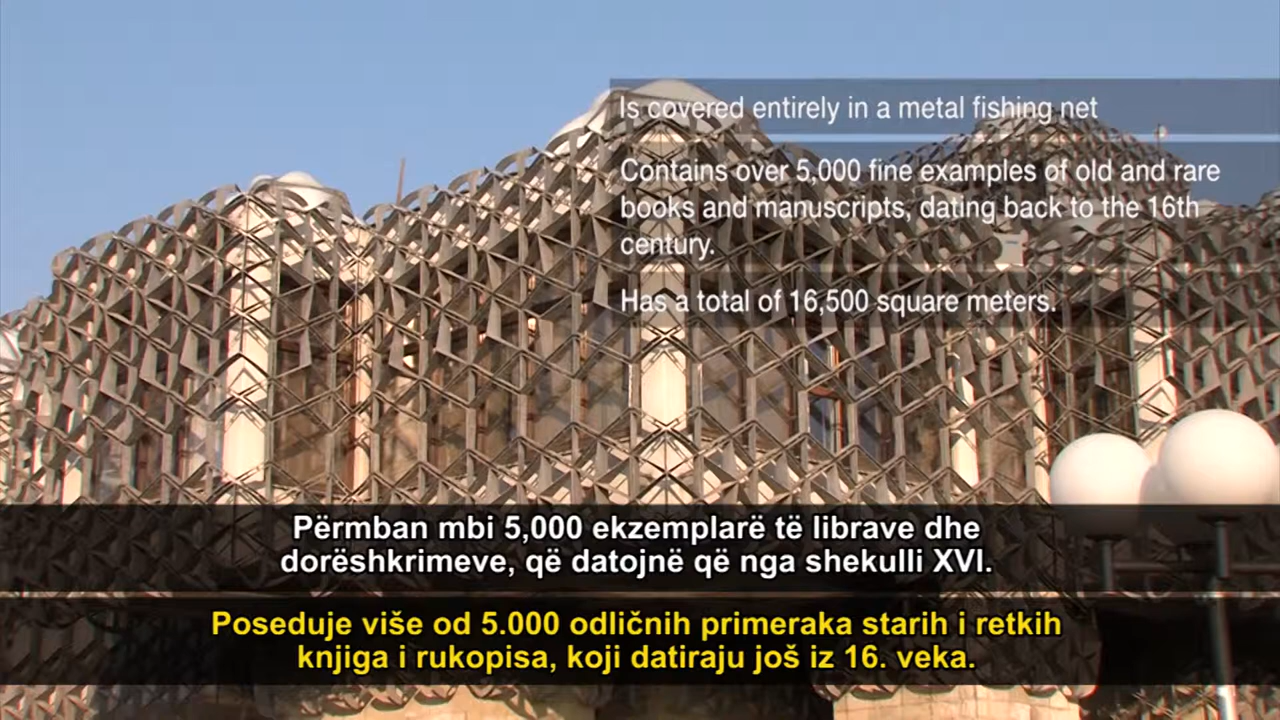 Is covered entirely in a metal fishing net
Contains over 5,000 fine examples of old and rare
books and manuscripts, dating back to the 16th
century.
Has a total of 16,500 square meters.
Përmban mbi 5,000 ekzemplarë të librave dhe
dorëshkrimeve, që datojnë që nga shekulli XVI.
Poseduje više od 5.000 odličnih primeraka starih i retkih
knjiga i rukopisa, koji datiraju još iz 16. veka.